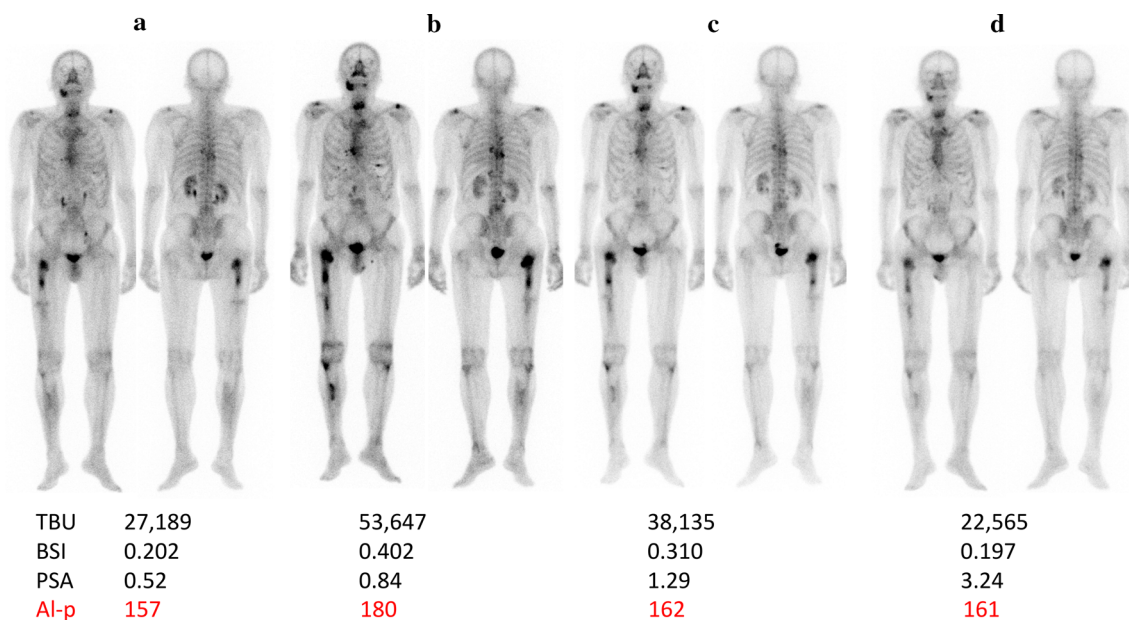 a b c d
TBU 27,189 53,647 38,135 22,565
BSI 0.202 0.402 0.310 0.197
PSA 0.52 0.84 1.29 3.24
Al-p 157 180 162 161